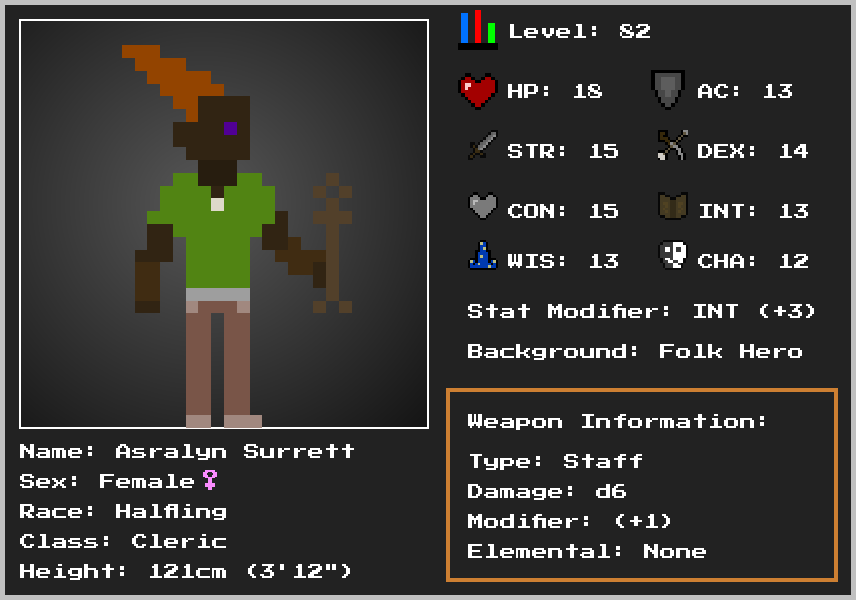 Level: 82
HP: 18
AC: 13
STR: 15
DEX: 14
CON: 15
INT: 13
WIS: 13
CHA: 12
Stat Modifier: INT (+3)
Background: Folk Hero
Weapon Information:
Type: Staff
Damage: d6
Modifier: (+1)
Elemental: None
Name: Asralyn Surrett
Sex: Female♀
Race: Halfling
Class: Cleric
Height: 121cm (3'12")